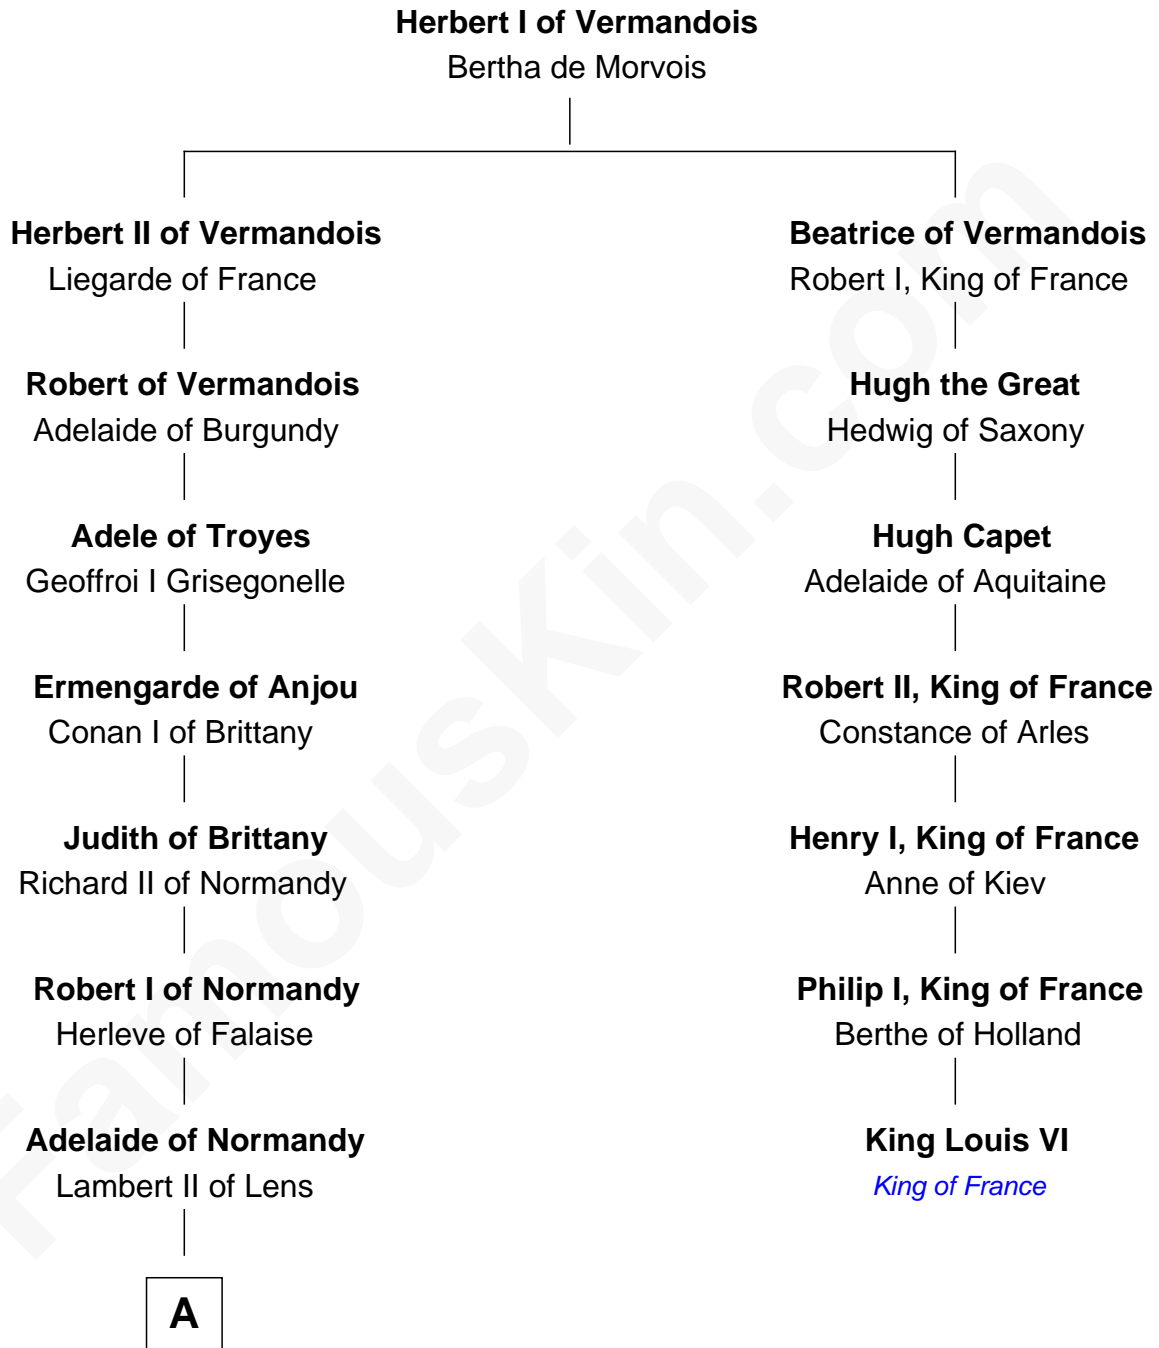 Herbert I of Vermandois
Bertha de Morvois
Herbert II of Vermandois
Liegarde of France
Robert of Vermandois
Adelaide of Burgundy
Adele of Troyes
Geoffroi I Grisegonelle
Ermengarde of Anjou
Conan I of Brittany
Judith of Brittany
Richard II of Normandy
Robert I of Normandy
Herleve of Falaise
Adelaide of Normandy
Lambert II of Lens
A
Beatrice of Vermandois
Robert I, King of France
Hugh the Great
Hedwig of Saxony
Hugh Capet
Adelaide of Aquitaine
Robert II, King of France
Constance of Arles
Henry I, King of France
Anne of Kiev
Philip I, King of France
Berthe of Holland
King Louis VI
King of France
FamousKin.com